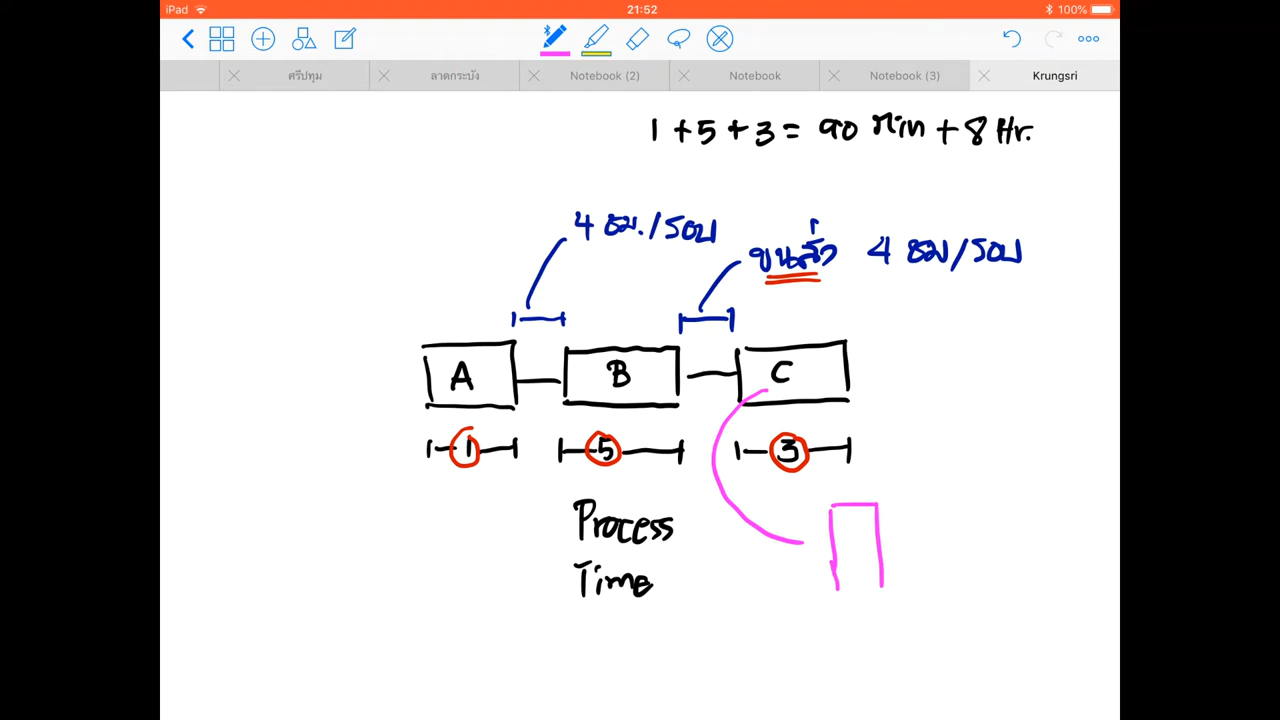 iPad 21:52 100%
ศรีปทุม ลาดกระบัง Notebook (2) Notebook Notebook (3) Krungsri
1 + 5 + 3 = 90 Min + 8 Hr.
4 ชม. / รอบ
ขนส่ง 4 ชม / รอบ
A B C
1 5 3
Process
Time